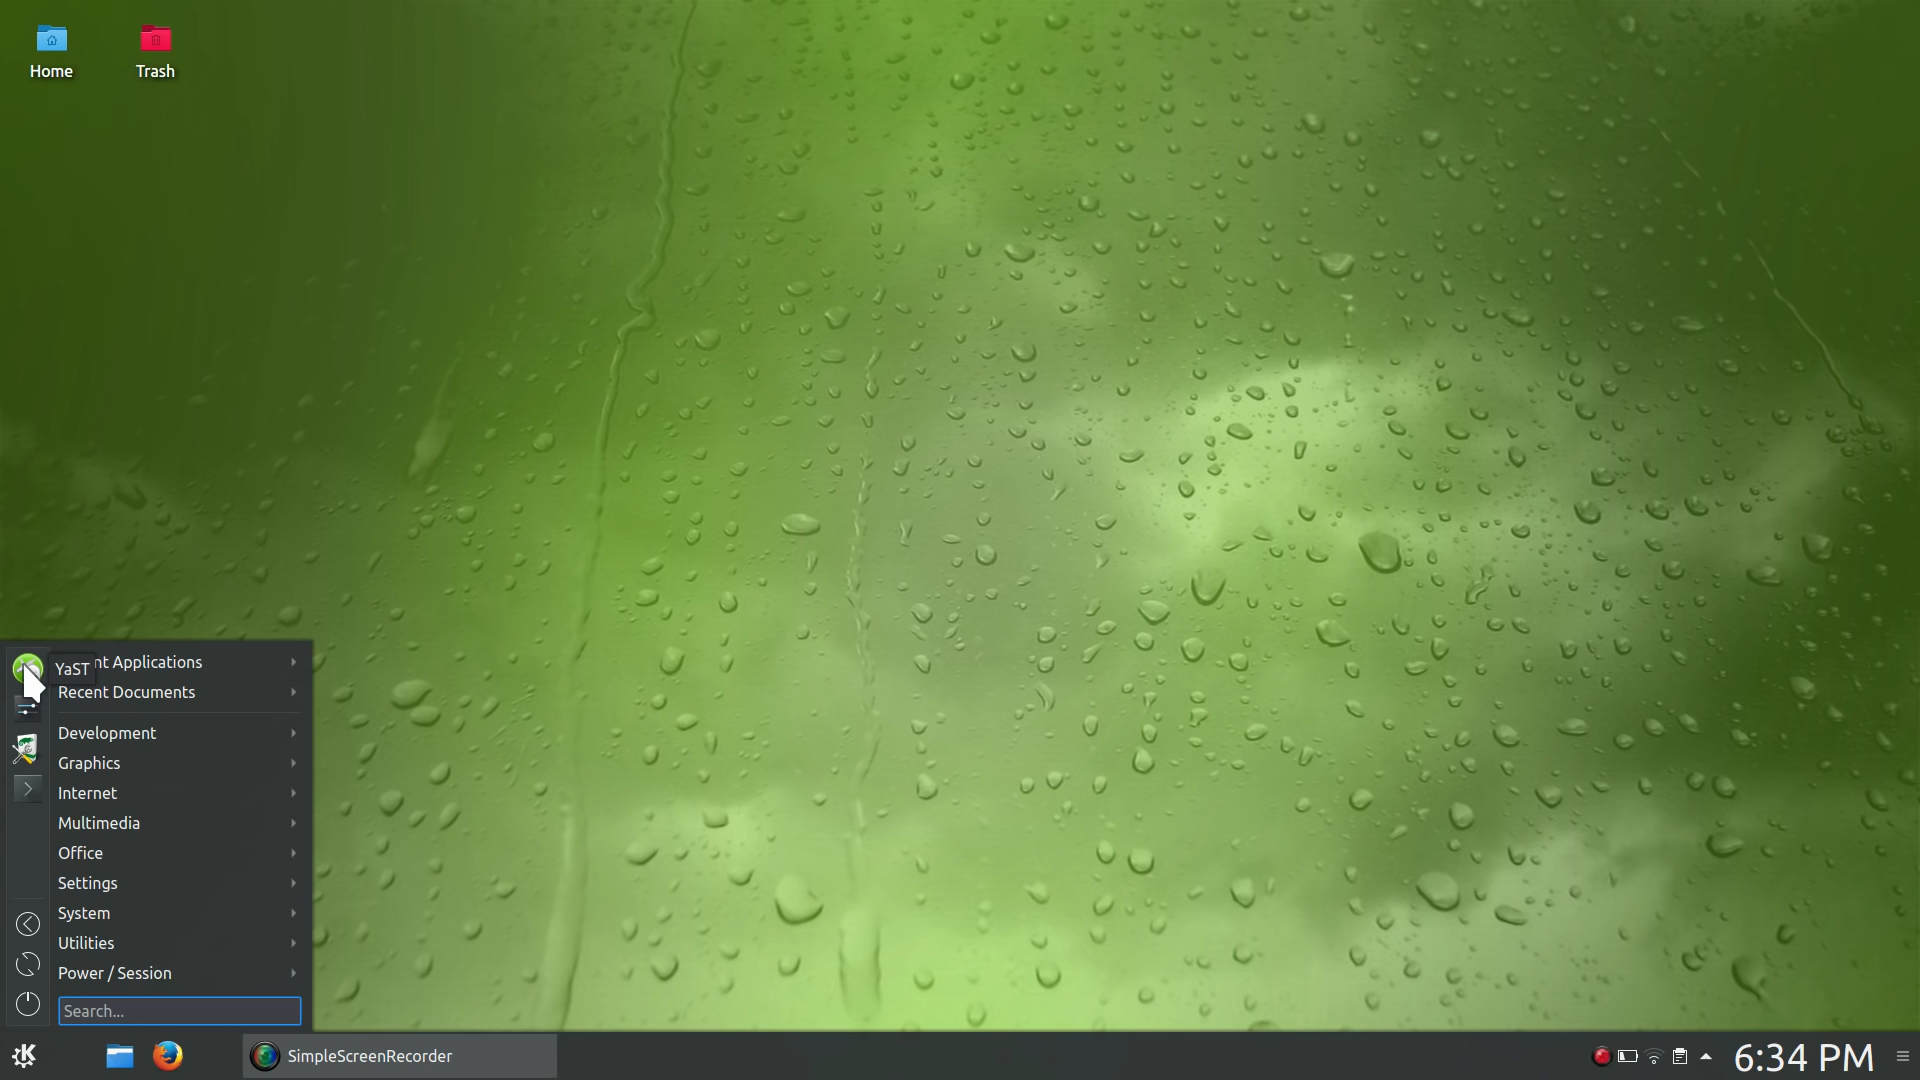 Home
Trash
YaST
nt Applications
Recent Documents
Development
Graphics
Internet
Multimedia
Office
Settings
System
Utilities
Power / Session
Search...
SimpleScreenRecorder
6:34 PM